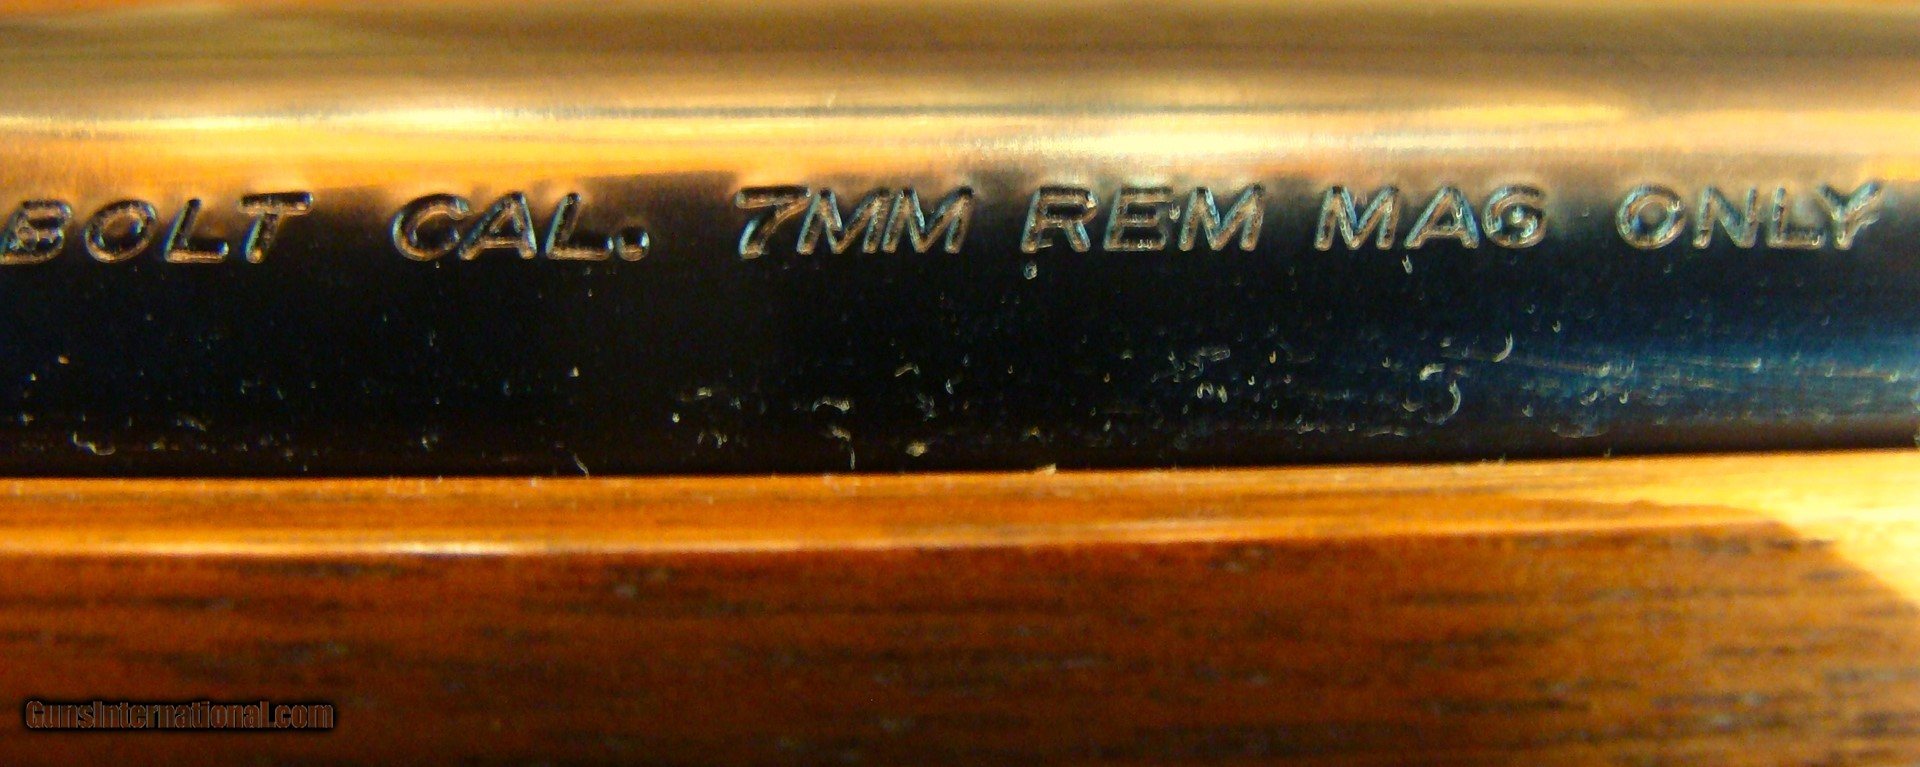 BOLT CAL. 7MM REM MAG ONLY
GunsInternational.com